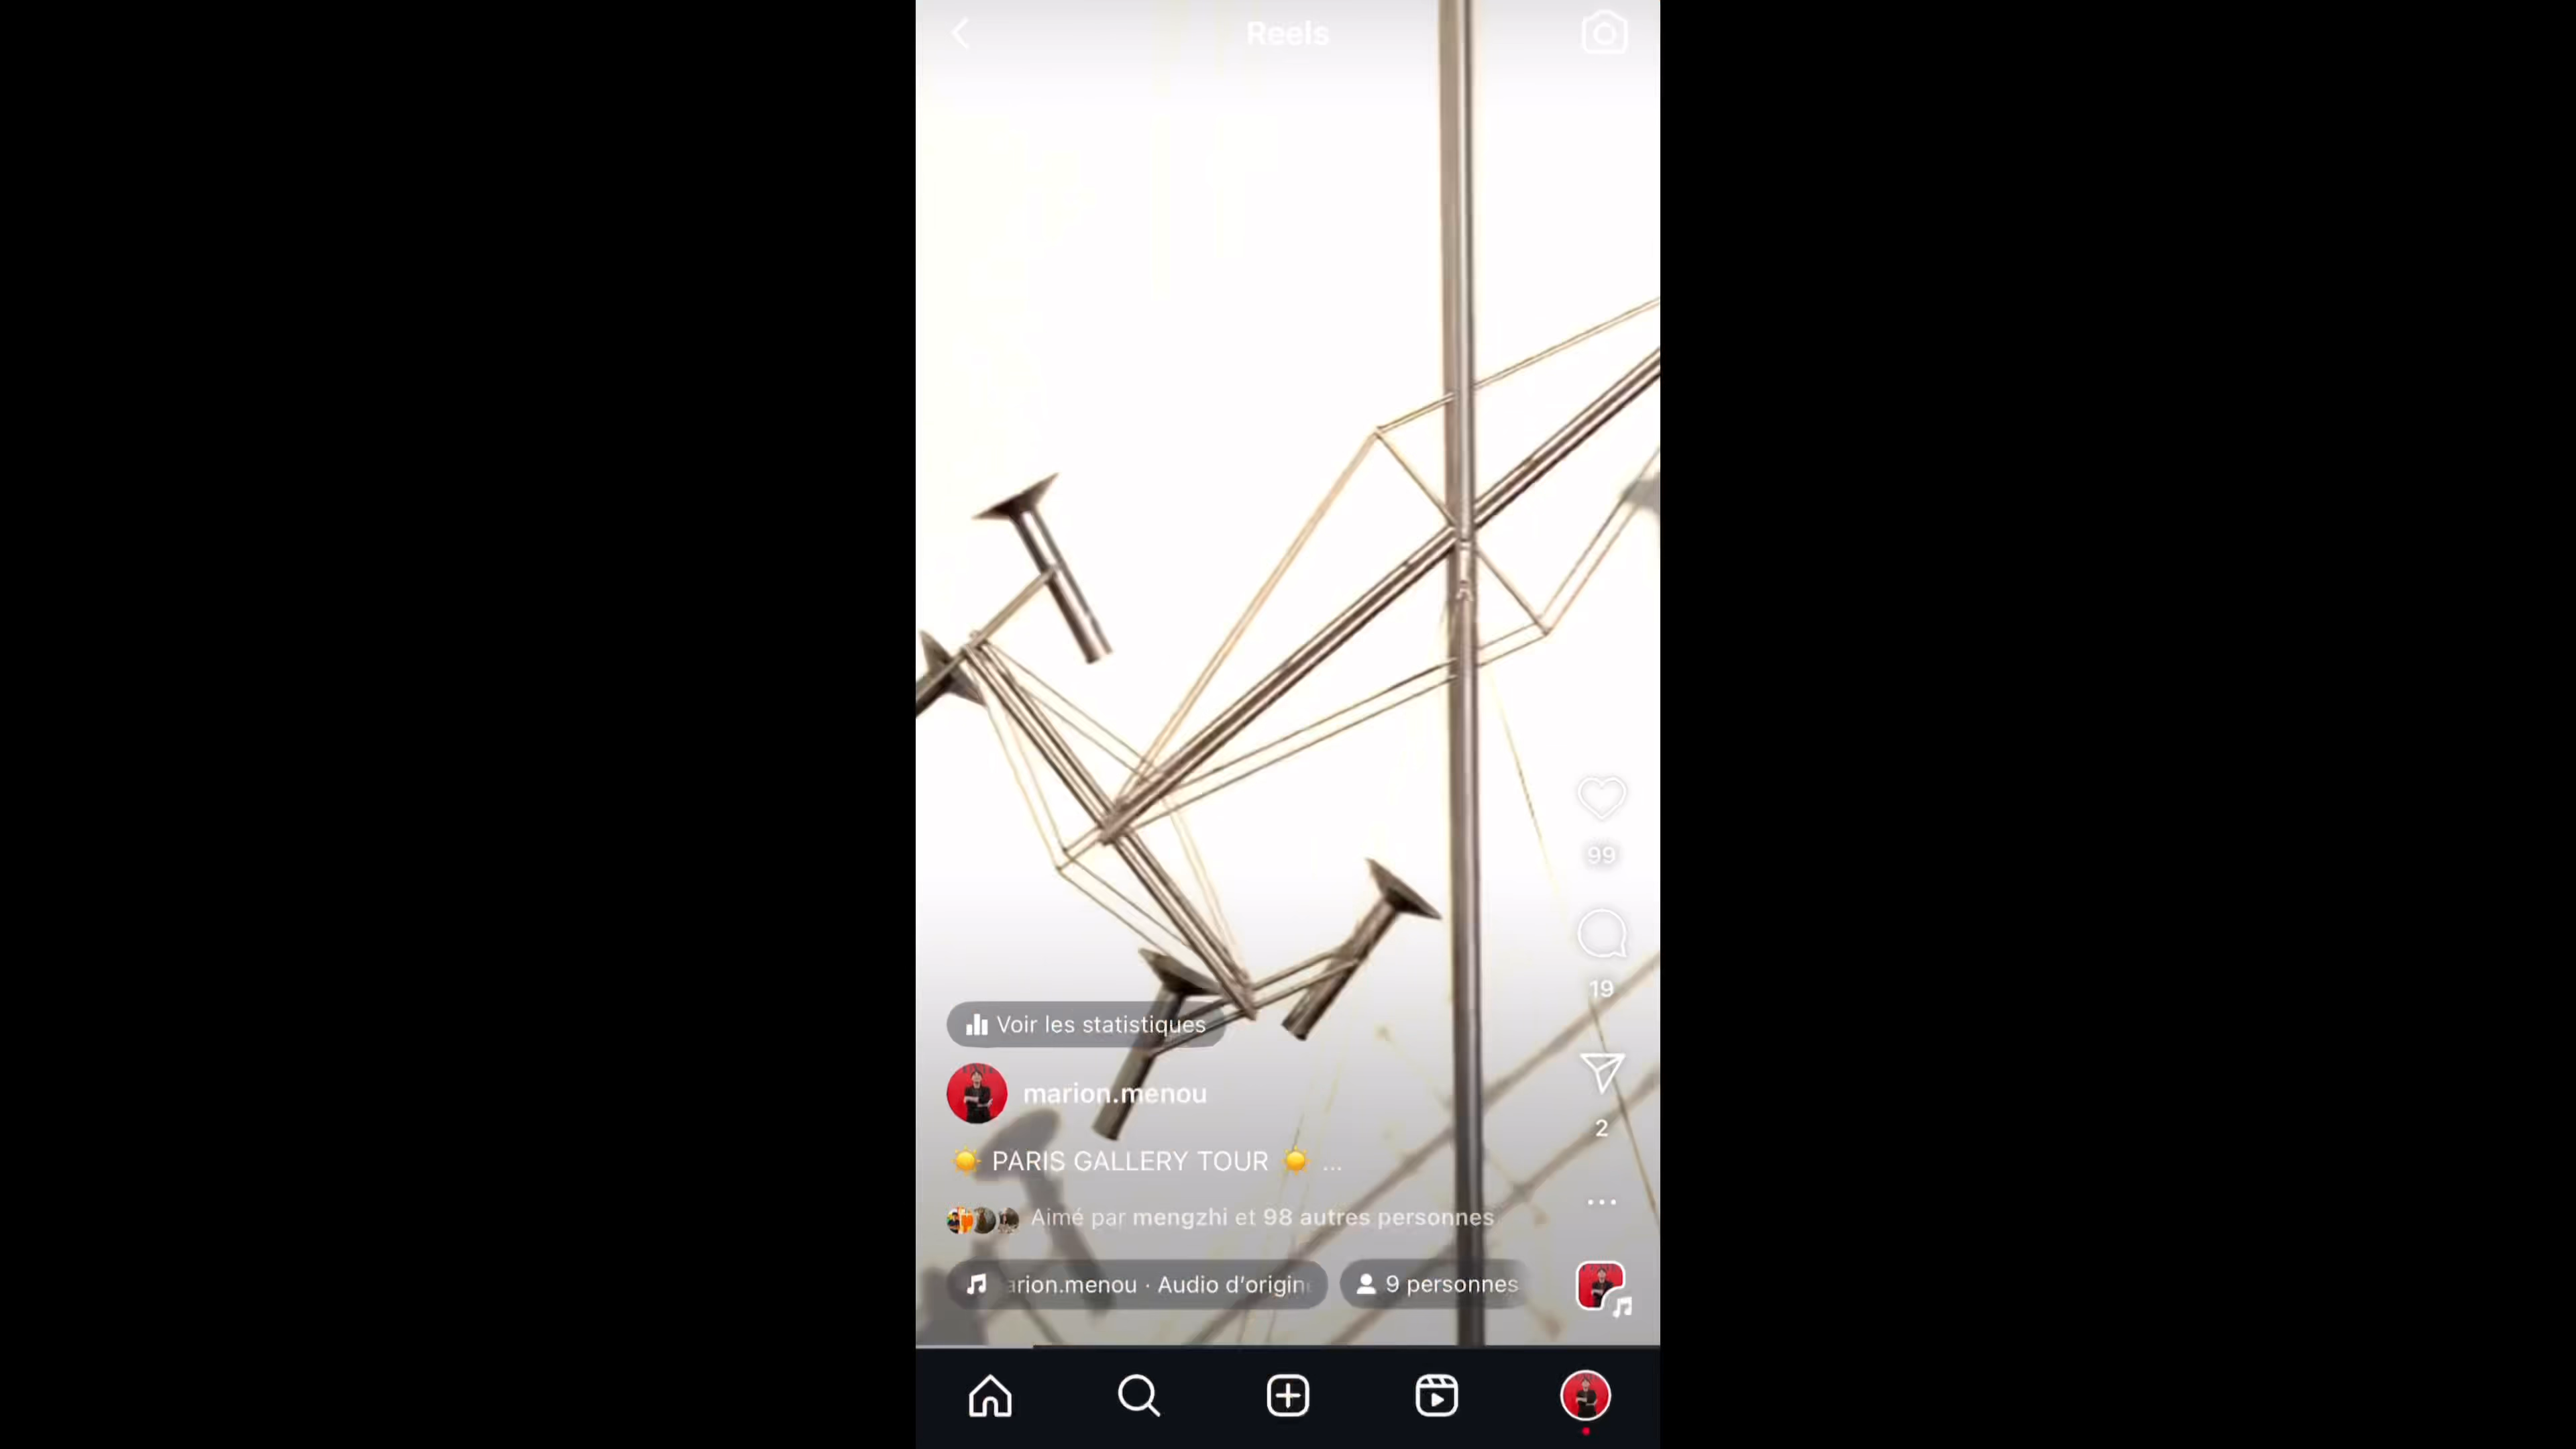 Reels
99
19
Voir les statistiques
marion.menou
2
☀️ PARIS GALLERY TOUR ☀️ ...
Aimé par mengzhi et 98 autres personnes
arion.menou · Audio d’origin
9 personnes